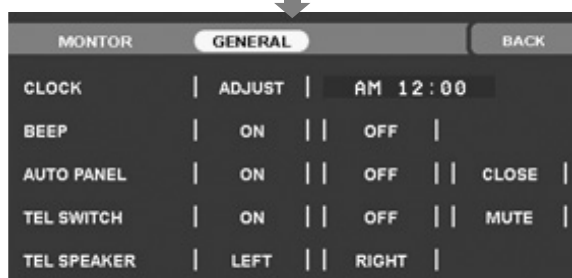 MONTOR GENERAL BACK
CLOCK ADJUST AM 12:00
BEEP ON OFF
AUTO PANEL ON OFF CLOSE
TEL SWITCH ON OFF MUTE
TEL SPEAKER LEFT RIGHT